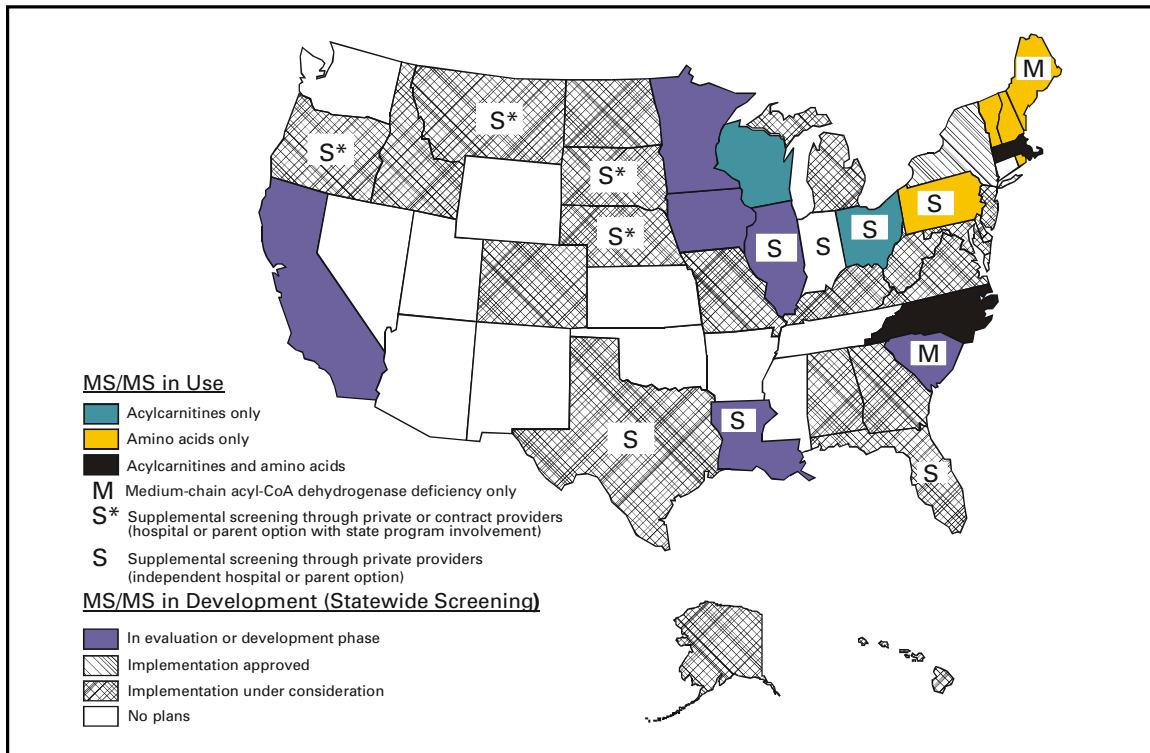 M
S*
S*
S*
S*
S
S
S
S
M
S
S
S
MS/MS in Use
Acylcarnitines only
Amino acids only
Acylcarnitines and amino acids
M Medium-chain acyl-CoA dehydrogenase deficiency only
S* Supplemental screening through private or contract providers
(hospital or parent option with state program involvement)
S Supplemental screening through private providers
(independent hospital or parent option)
MS/MS in Development (Statewide Screening)
In evaluation or development phase
Implementation approved
Implementation under consideration
No plans